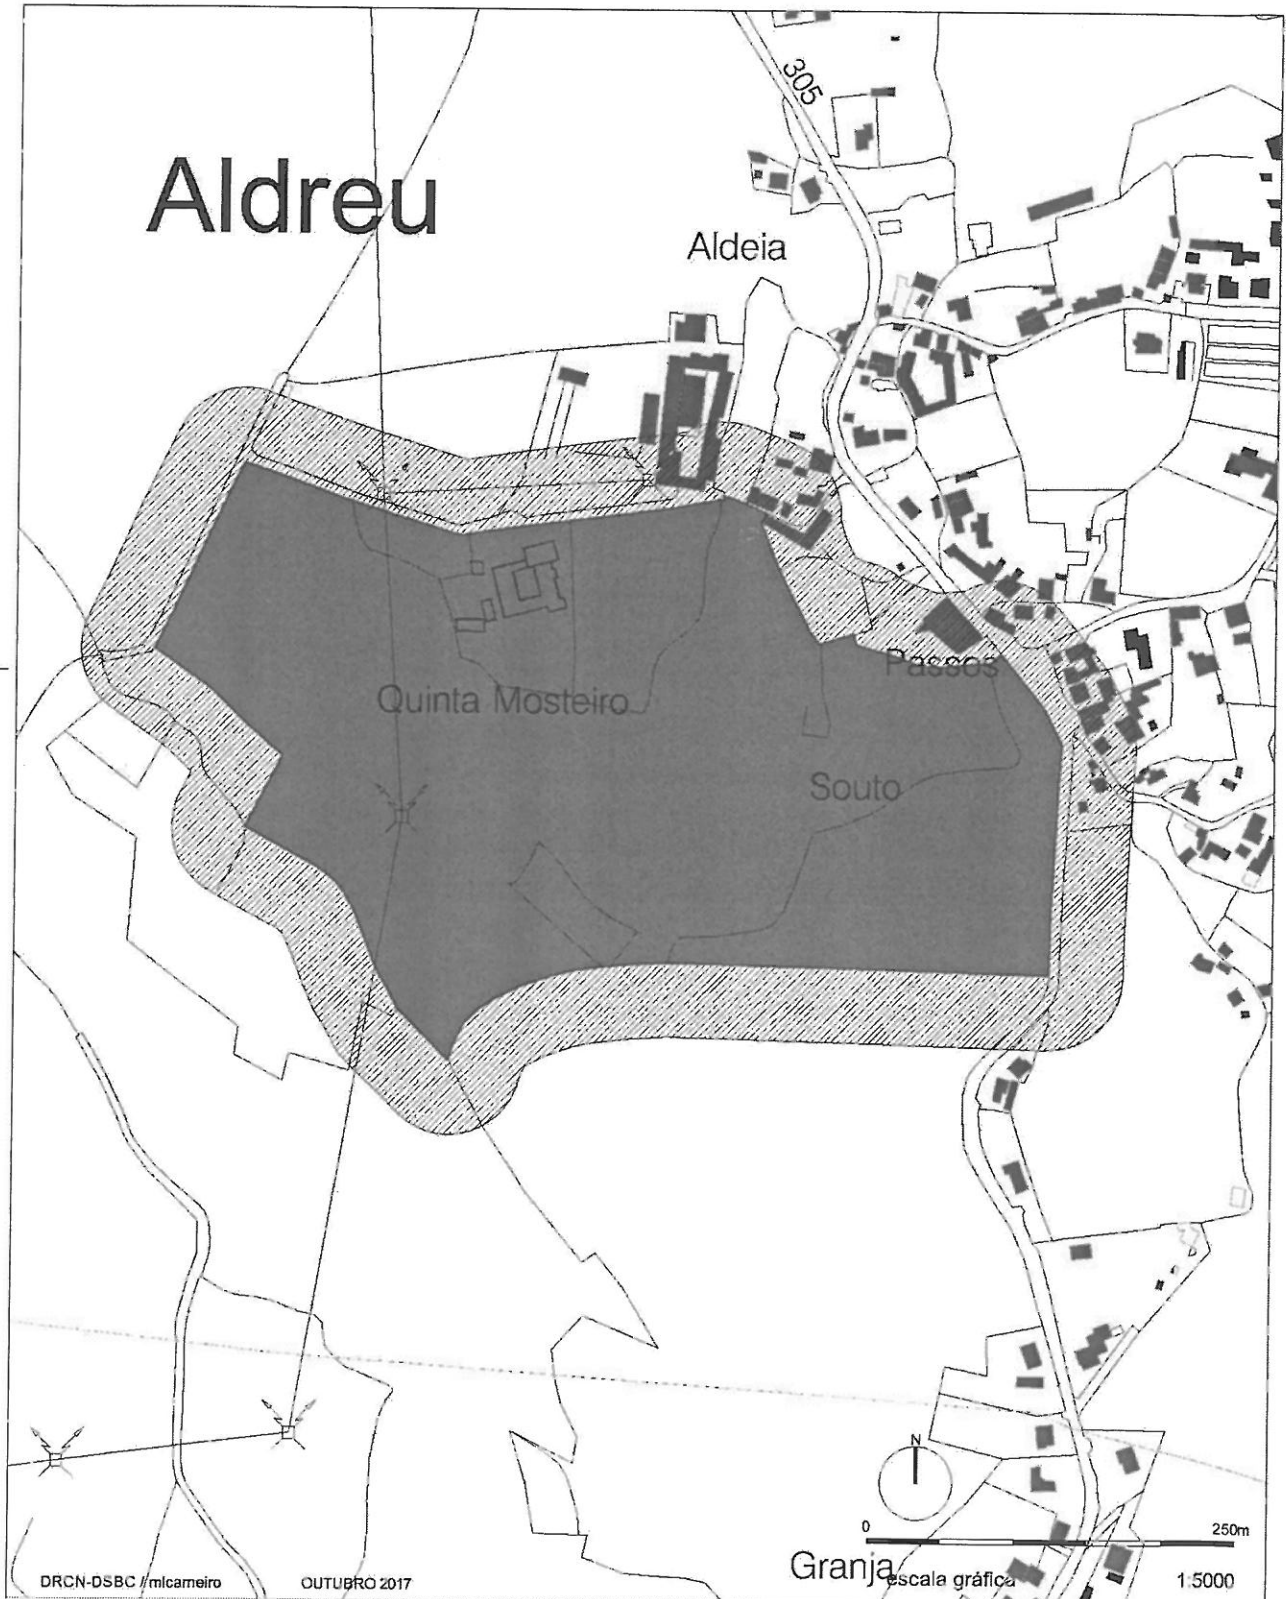 305
Aldreu
Aldeia
Passos
Quinta Mosteiro
Souto
N
0 250m
Granja
escala gráfica 1:5000
DRCN-DSBC / mlcarneiro OUTUBRO 2017